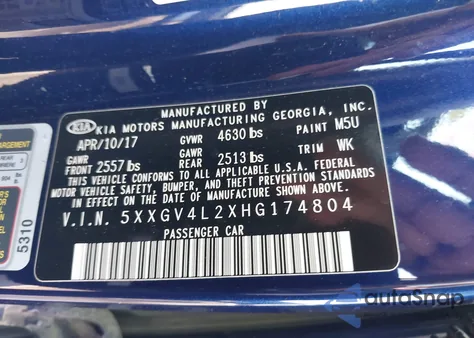 MANUFACTURED BY
KIA KIA MOTORS MANUFACTURING GEORGIA, INC.
APR/10/17 GVWR 4630 lbs PAINT M5U
GAWR FRONT 2557 lbs GAWR REAR 2513 lbs TRIM WK
THIS VEHICLE CONFORMS TO ALL APPLICABLE U.S.A. FEDERAL
MOTOR VEHICLE SAFETY, BUMPER, AND THEFT PREVENTION STANDARDS
IN EFFECT ON THE DATE OF MANUFACTURE SHOWN ABOVE.
V.I.N. 5XXGV4L2XHG174804
PASSENGER CAR
5310
autoSnap